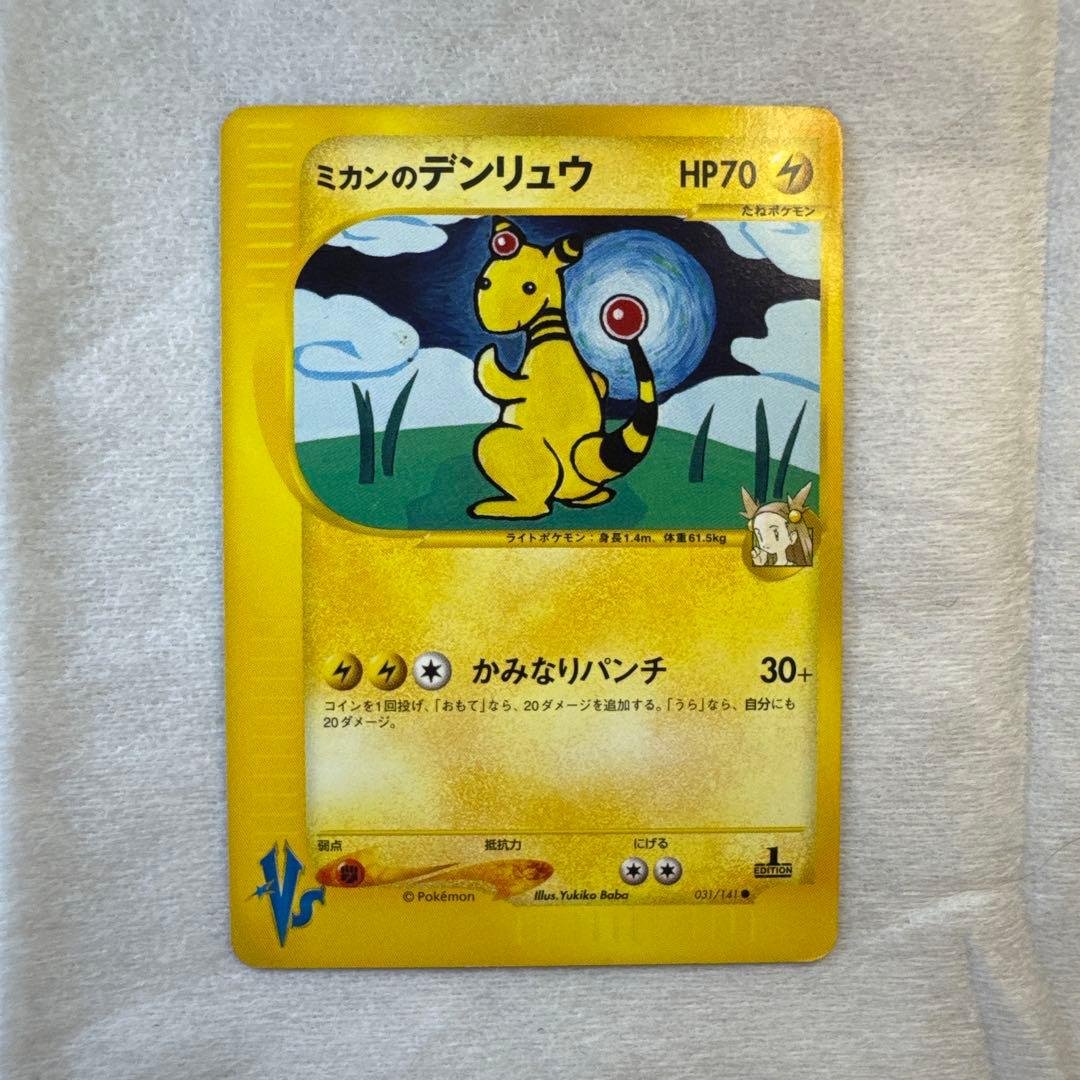 ミカンのデンリュウ HP70
たねポケモン
ライトポケモン：身長1.4m、体重61.5kg
かみなりパンチ 30+
コインを1回投げ、「おもて」なら、20ダメージを追加する。「うら」なら、自分にも
20ダメージ。
弱点 抵抗力 にげる
1
EDITION
VS
© Pokémon Illus. Yukiko Baba 031/141